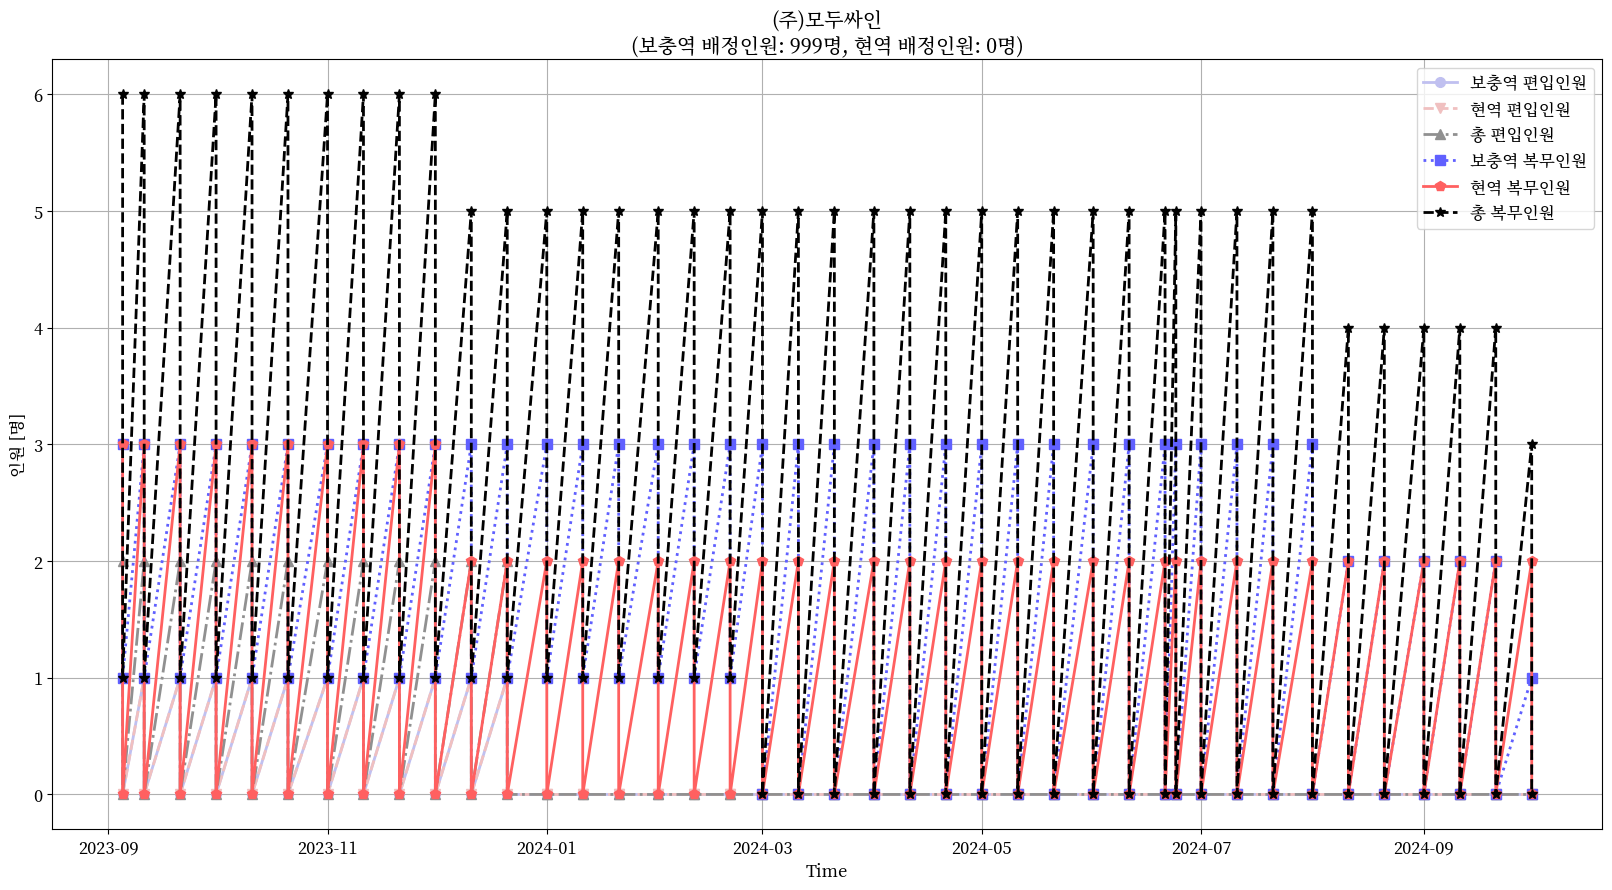 (주)모두싸인
(보충역 배정인원: 999명, 현역 배정인원: 0명)
보충역 편입인원
현역 편입인원
총 편입인원
보충역 복무인원
현역 복무인원
총 복무인원
인원 [명]
6
5
4
3
2
1
0
2023-09
2023-11
2024-01
2024-03
2024-05
2024-07
2024-09
Time